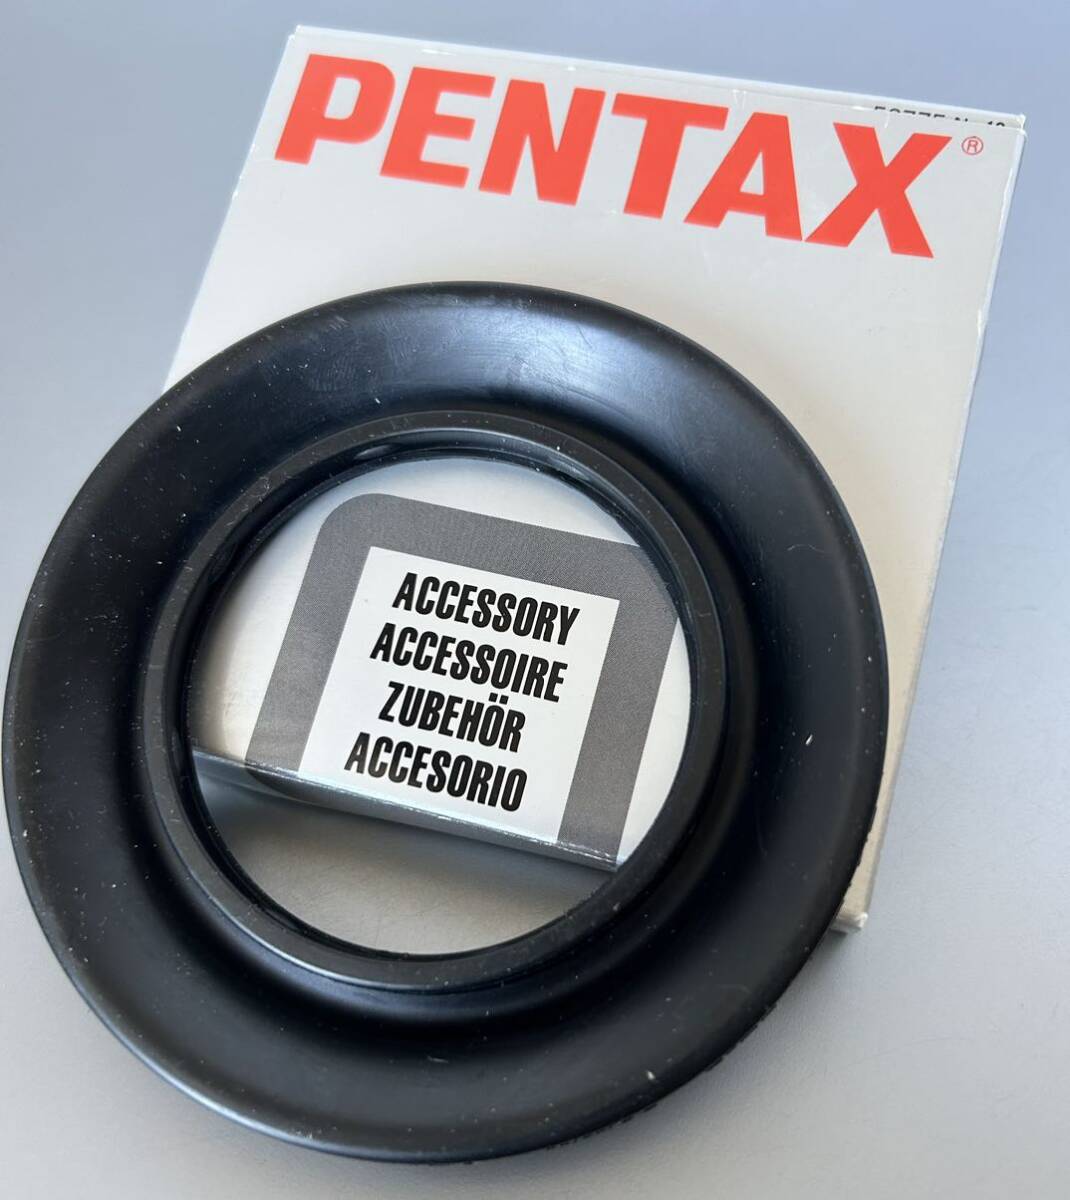 PENTAX®
ACCESSORY
ACCESSOIRE
ZUBEHÖR
ACCESORIO